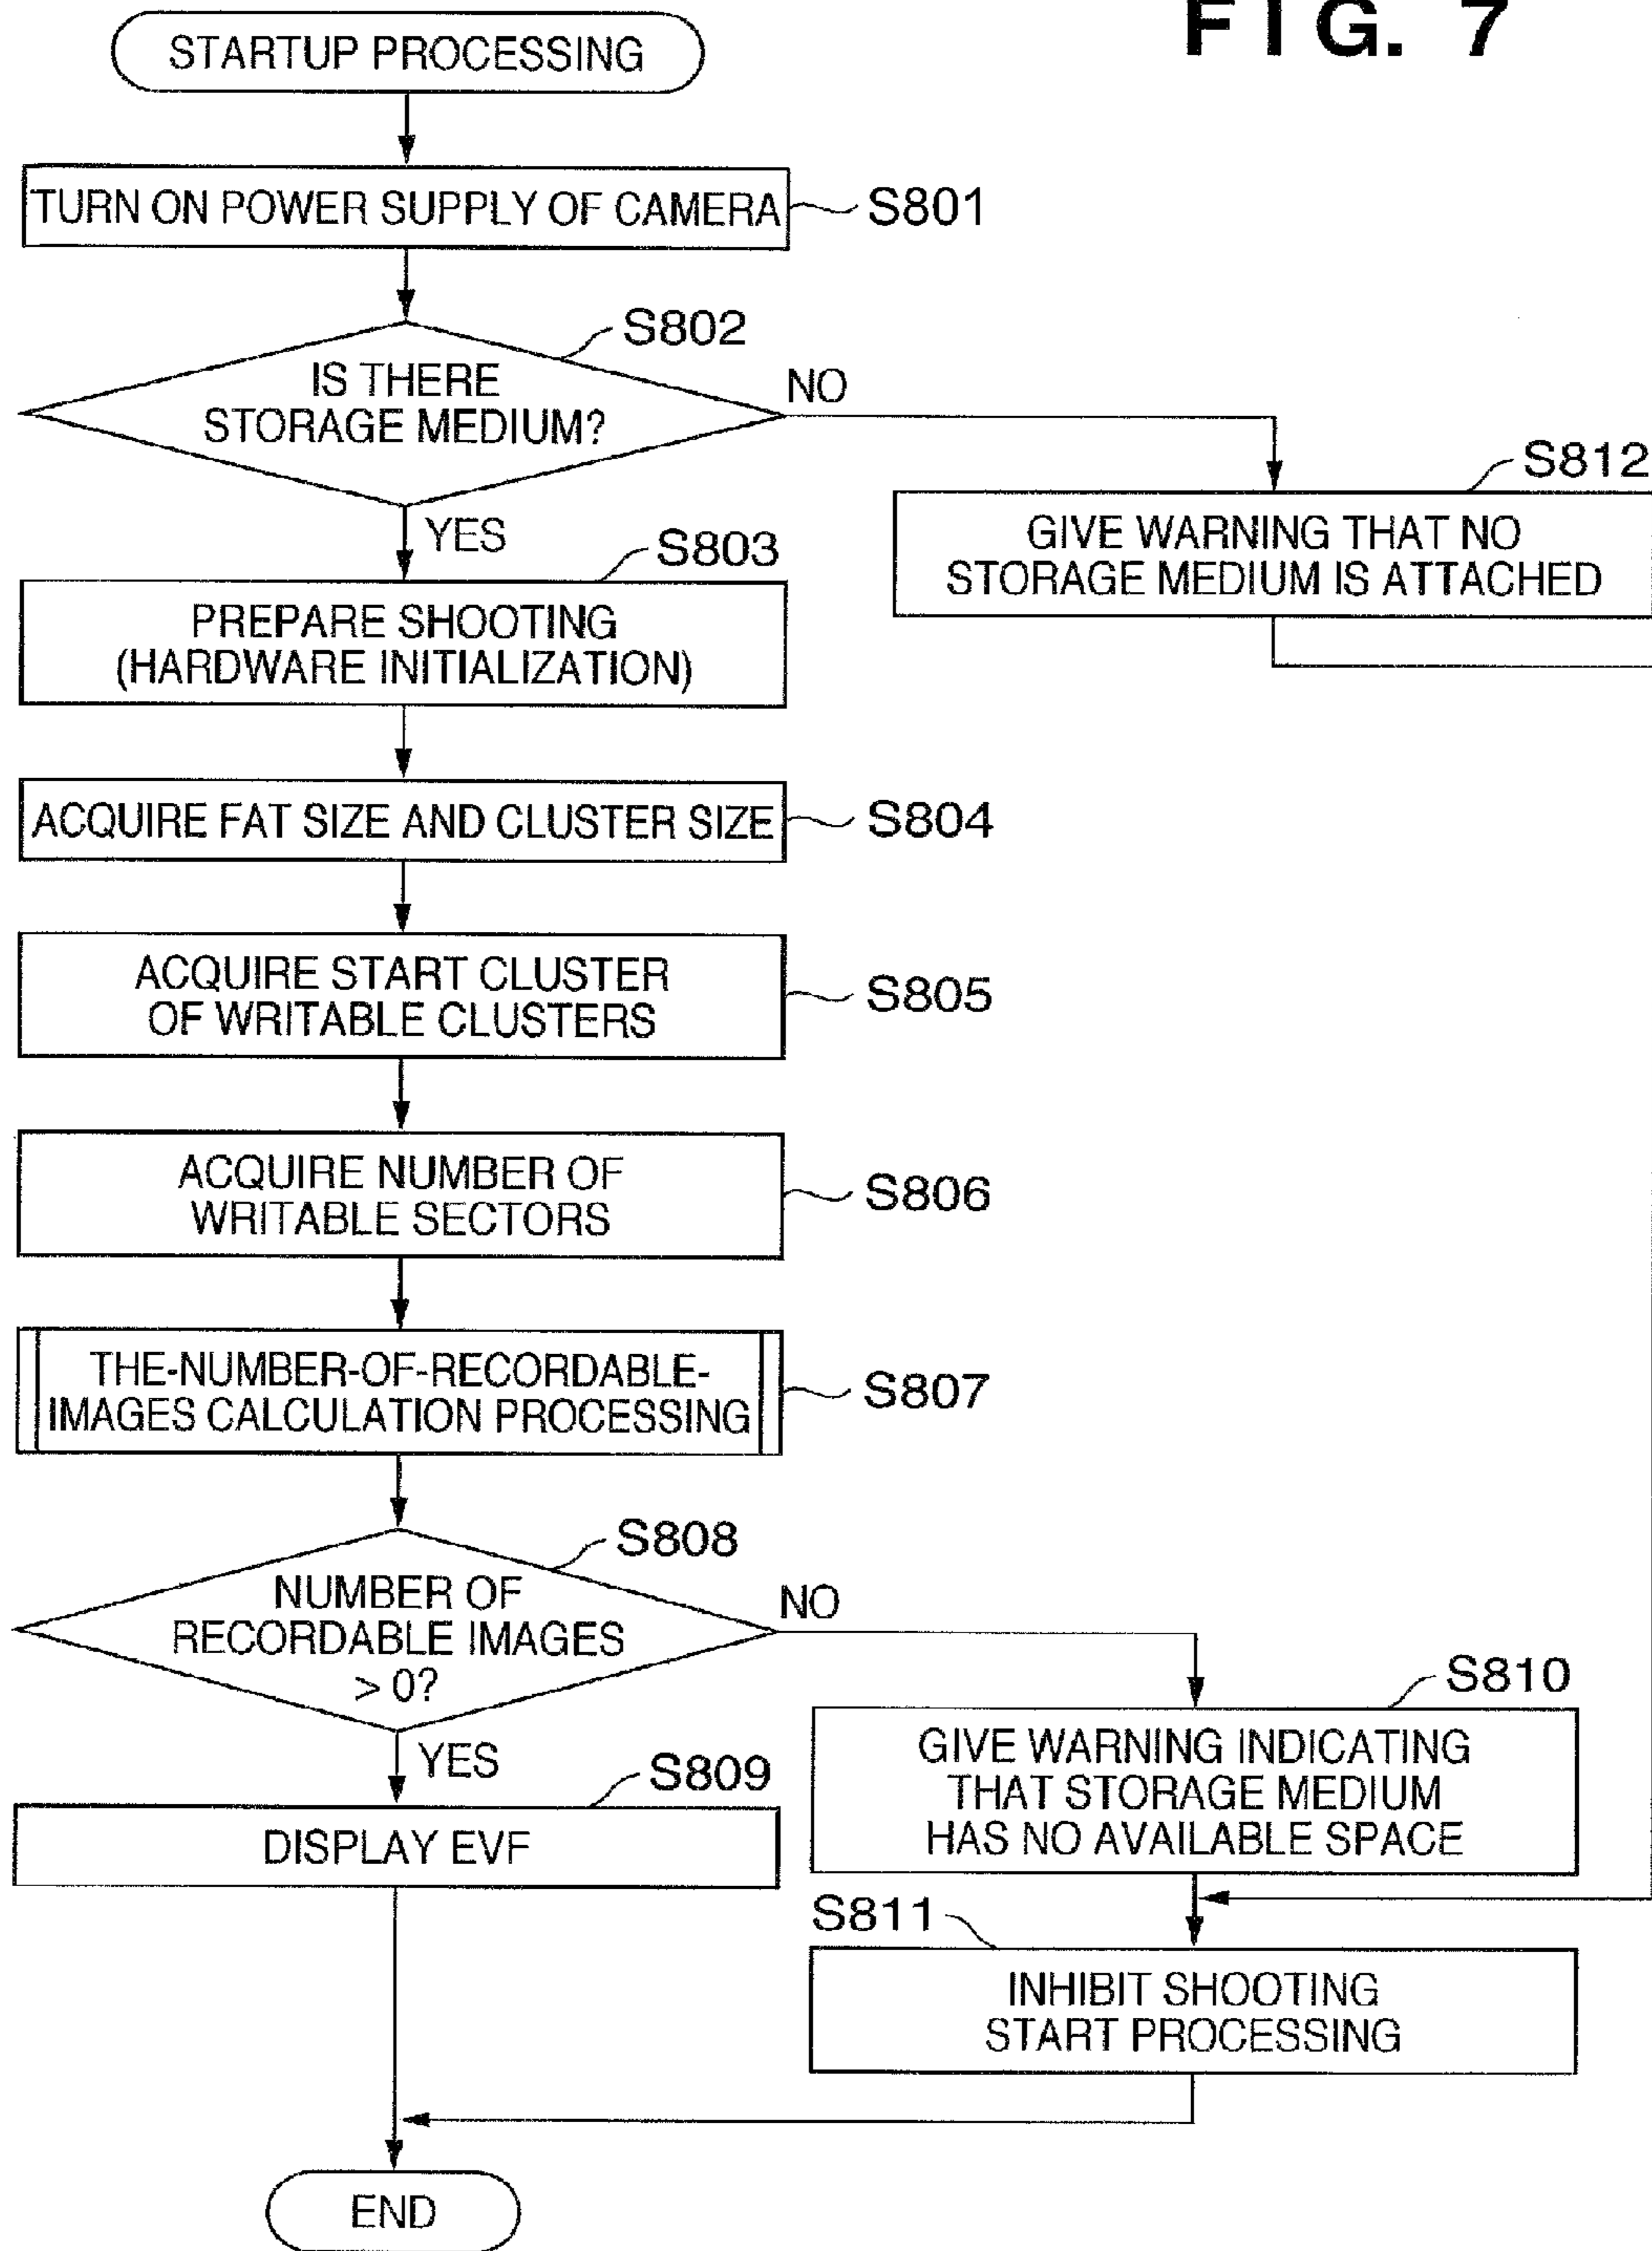 FIG. 7
STARTUP PROCESSING
TURN ON POWER SUPPLY OF CAMERA
S801
S802
IS THERE
STORAGE MEDIUM?
NO
YES
S812
GIVE WARNING THAT NO
STORAGE MEDIUM IS ATTACHED
S803
PREPARE SHOOTING
(HARDWARE INITIALIZATION)
ACQUIRE FAT SIZE AND CLUSTER SIZE
S804
ACQUIRE START CLUSTER
OF WRITABLE CLUSTERS
S805
ACQUIRE NUMBER OF
WRITABLE SECTORS
S806
THE-NUMBER-OF-RECORDABLE-
IMAGES CALCULATION PROCESSING
S807
S808
NUMBER OF
RECORDABLE IMAGES
> 0?
NO
YES
S810
GIVE WARNING INDICATING
THAT STORAGE MEDIUM
HAS NO AVAILABLE SPACE
S809
DISPLAY EVF
S811
INHIBIT SHOOTING
START PROCESSING
END